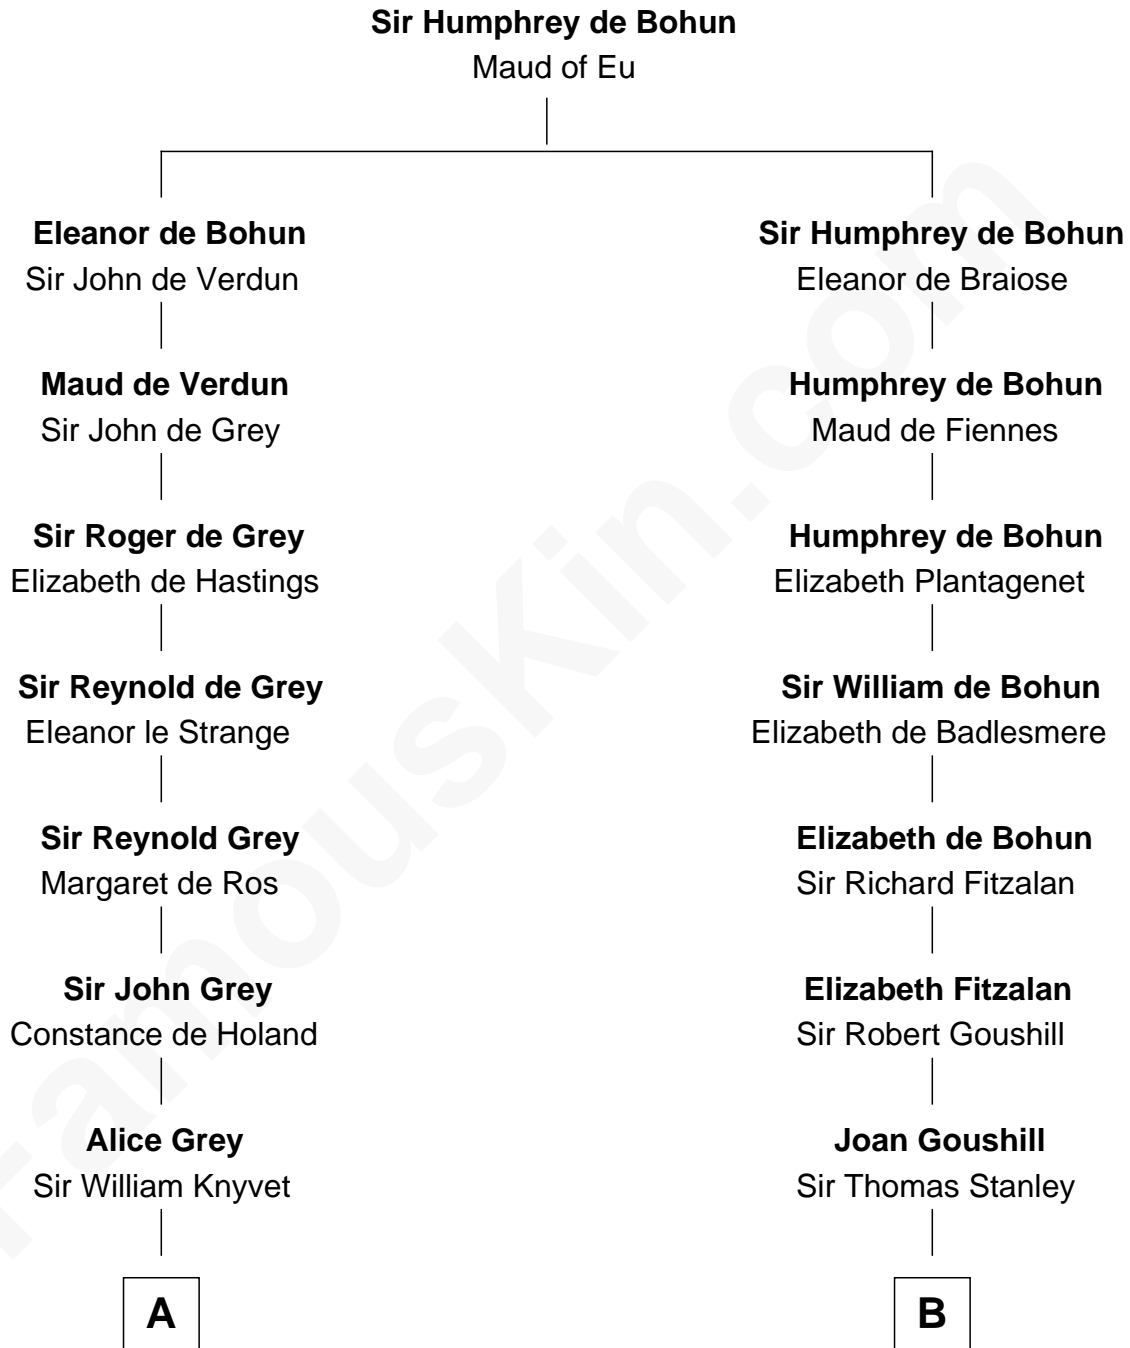 Sir Humphrey de Bohun
Maud of Eu
Eleanor de Bohun
Sir John de Verdun
Maud de Verdun
Sir John de Grey
Sir Roger de Grey
Elizabeth de Hastings
Sir Reynold de Grey
Eleanor le Strange
Sir Reynold Grey
Margaret de Ros
Sir John Grey
Constance de Holand
Alice Grey
Sir William Knyvet
A
Sir Humphrey de Bohun
Eleanor de Braiose
Humphrey de Bohun
Maud de Fiennes
Humphrey de Bohun
Elizabeth Plantagenet
Sir William de Bohun
Elizabeth de Badlesmere
Elizabeth de Bohun
Sir Richard Fitzalan
Elizabeth Fitzalan
Sir Robert Goushill
Joan Goushill
Sir Thomas Stanley
B
FamousKin.com